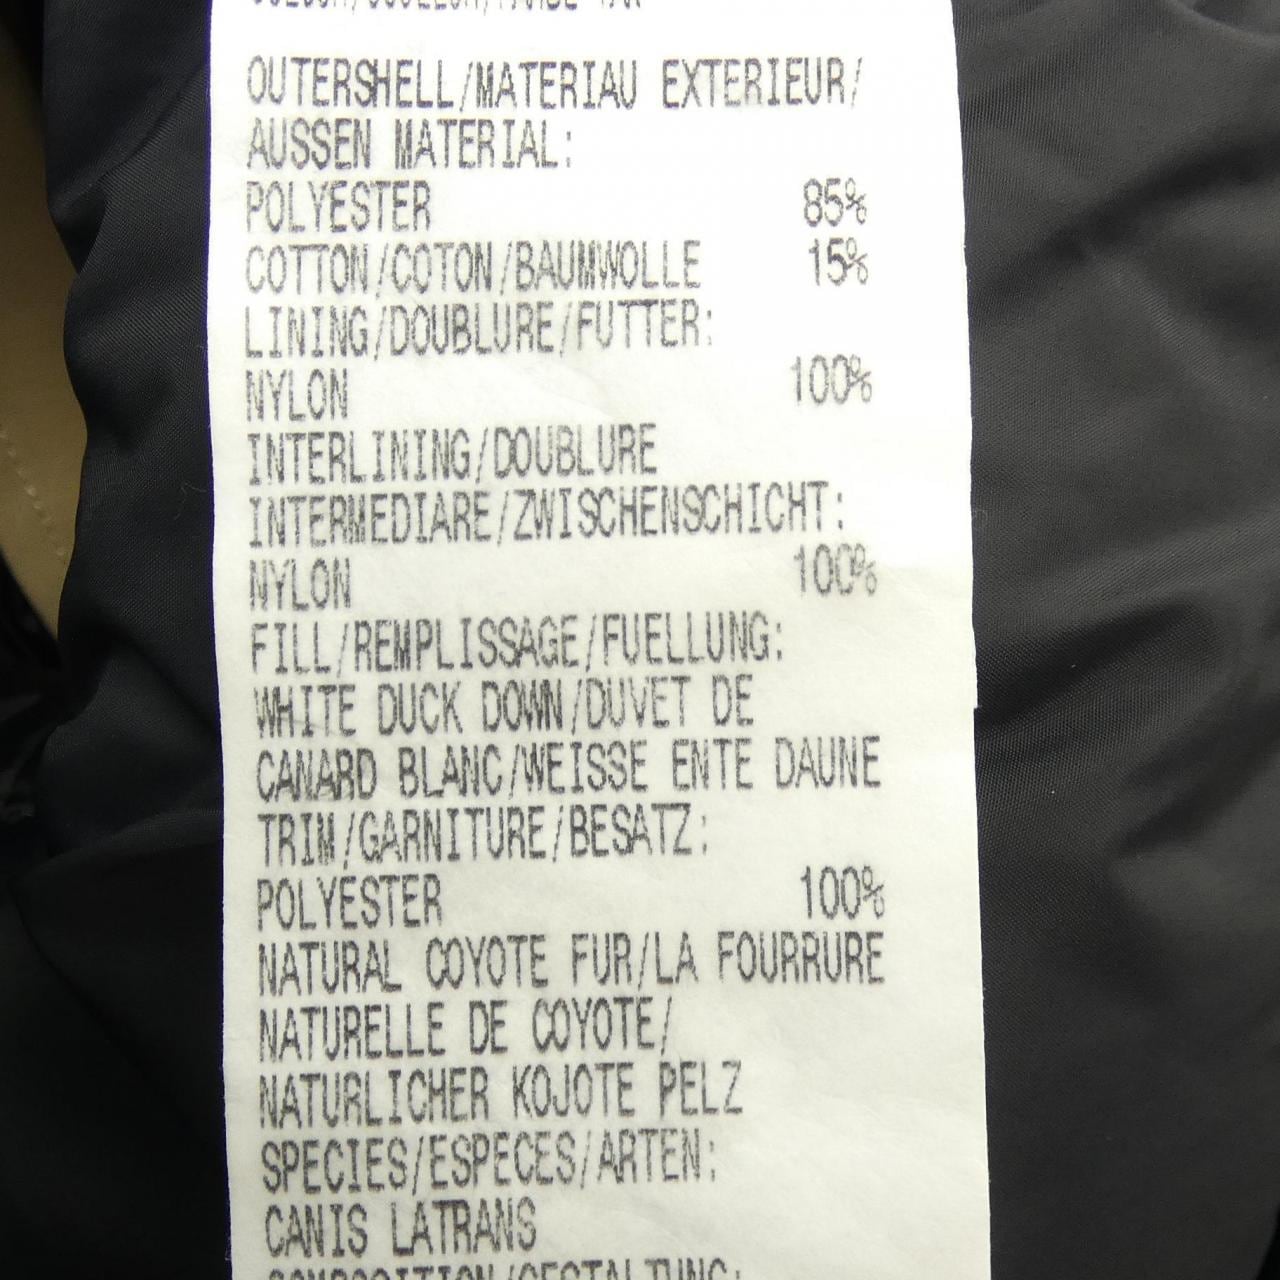 OUTERSHELL/MATERIAU EXTERIEUR/
AUSSEN MATERIAL:
POLYESTER 85%
COTTON/COTON/BAUMWOLLE 15%
LINING/DOUBLURE/FUTTER:
NYLON 100%
INTERLINING/DOUBLURE
INTERMEDIARE/ZWISCHENSCHICHT:
NYLON 100%
FILL/REMPLISSAGE/FUELLUNG:
WHITE DUCK DOWN/DUVET DE
CANARD BLANC/WEISSE ENTE DAUNE
TRIM/GARNITURE/BESATZ:
POLYESTER 100%
NATURAL COYOTE FUR/LA FOURRURE
NATURELLE DE COYOTE/
NATURLICHER KOJOTE PELZ
SPECIES/ESPECES/ARTEN:
CANIS LATRANS
COMPOSITION/GESTALTUNG: